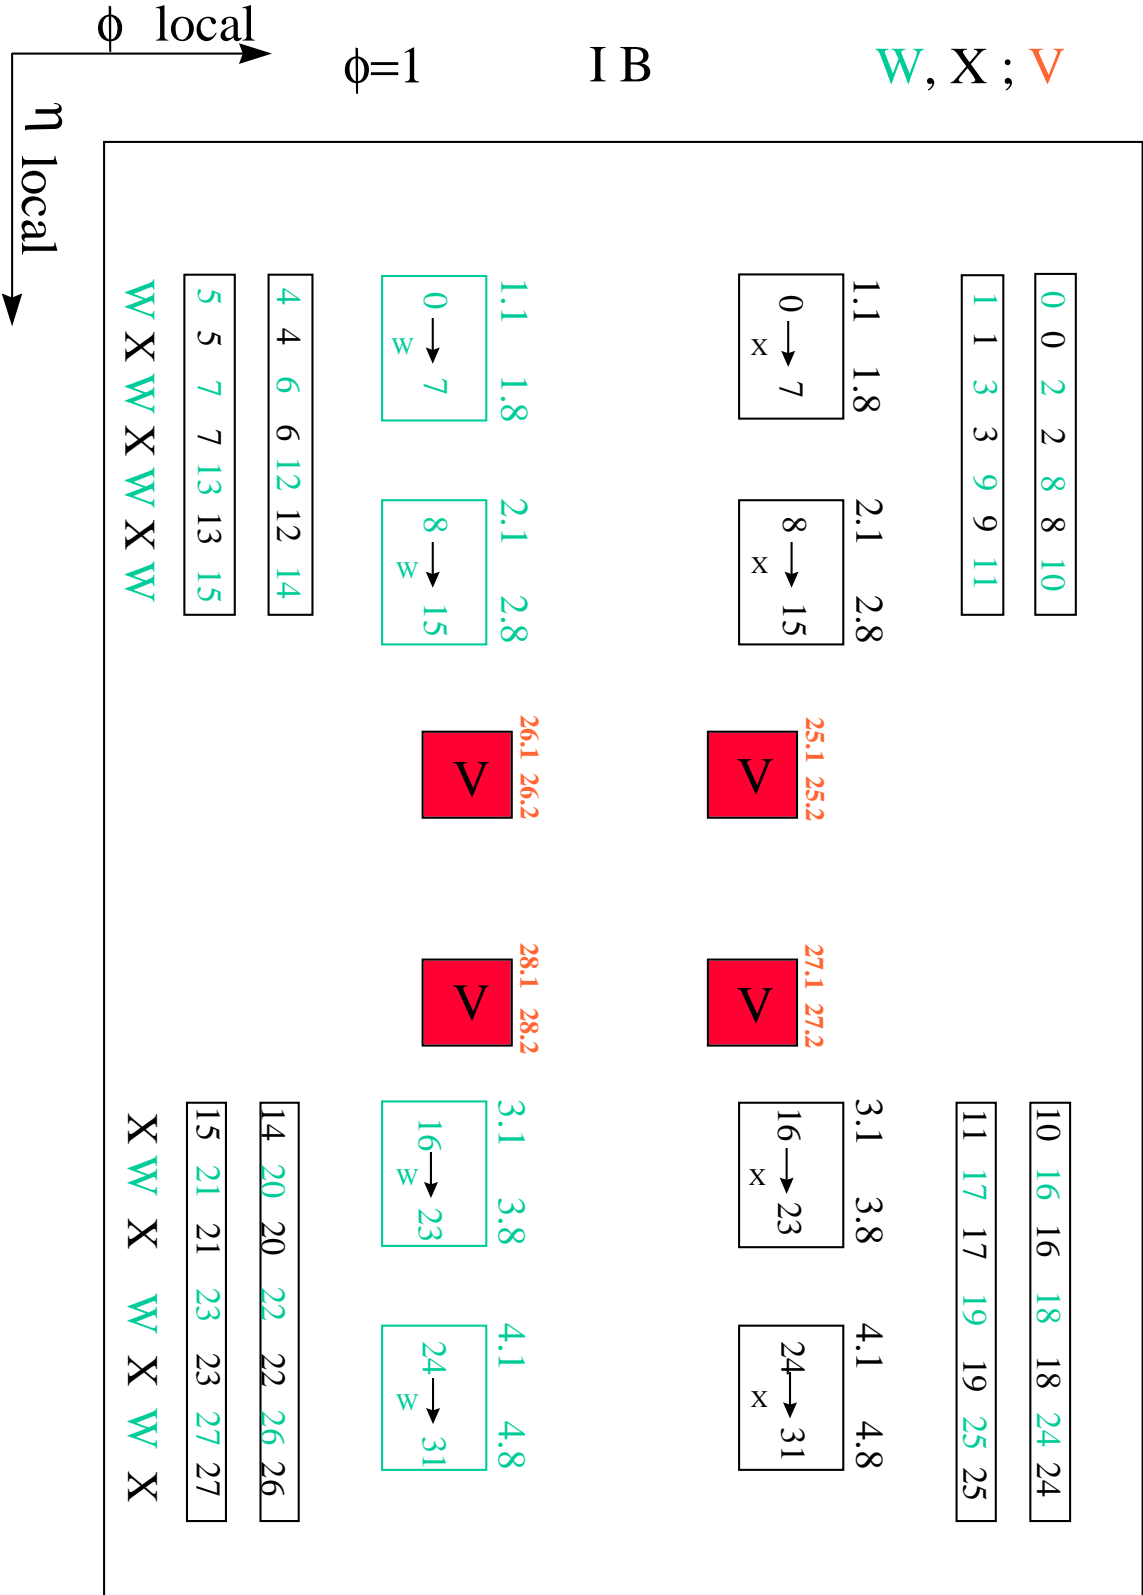 ϕ local
ϕ=1
I B
W, X ; V
η local
0 0 2 2 8 8 10
1 1 3 3 9 9 11
1.1 1.8
0 → 7
X
2.1 2.8
8 → 15
X
1.1 1.8
0 → 7
W
2.1 2.8
8 → 15
W
4 4 6 6 12 12 14
5 5 7 7 13 13 15
W X W X W X W
25.1 25.2
V
26.1 26.2
V
27.1 27.2
V
28.1 28.2
V
10 16 16 18 18 24 24
11 17 17 19 19 25 25
3.1 3.8
16 → 23
X
4.1 4.8
24 → 31
X
3.1 3.8
16 → 23
W
4.1 4.8
24 → 31
W
14 20 20 22 22 26 26
15 21 21 23 23 27 27
X W X W X W X